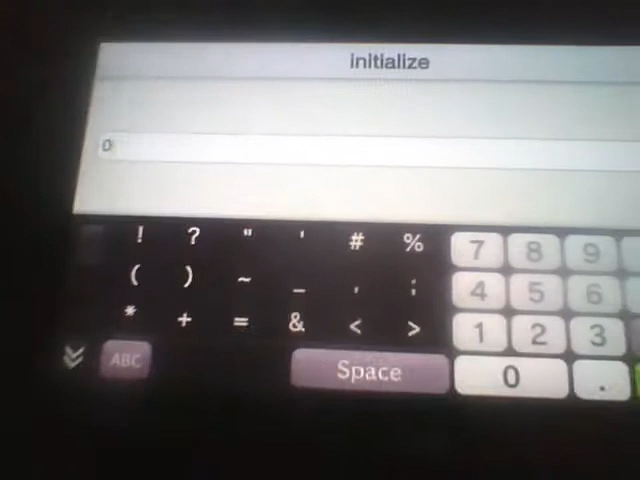 initialize
0
! ? " ' # % 7 8 9
( ) ~ _ , ; 4 5 6
* + = & < > 1 2 3
ABC Space 0 .